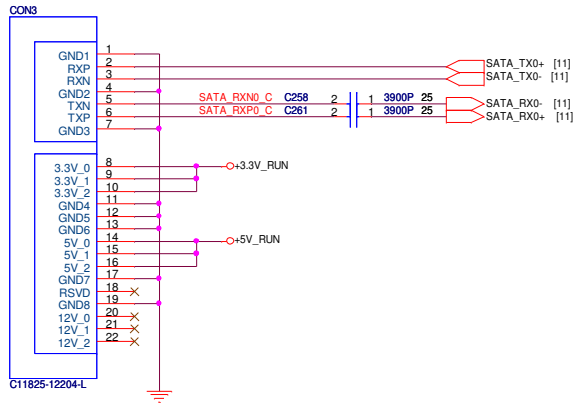 CON3
GND1 1
RXP 2 SATA_TX0+ [11]
RXN 3 SATA_TX0- [11]
GND2 4
TXN 5 SATA_RXN0_C C258 2 1 3900P 25 SATA_RX0- [11]
TXP 6 SATA_RXP0_C C261 2 1 3900P 25 SATA_RX0+ [11]
GND3 7
3.3V_0 8 +3.3V_RUN
3.3V_1 9
3.3V_2 10
GND4 11
GND5 12
GND6 13
5V_0 14 +5V_RUN
5V_1 15
5V_2 16
GND7 17
RSVD 18
GND8 19
12V_0 20
12V_1 21
12V_2 22
C11825-12204-L